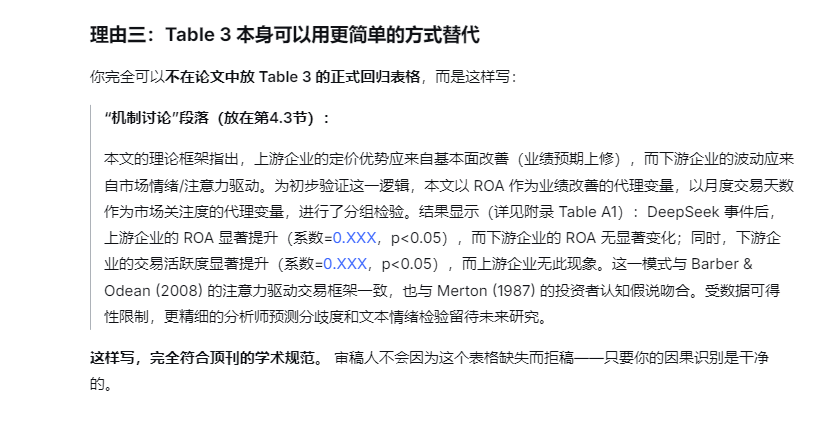 理由三：Table 3 本身可以用更简单的方式替代
你完全可以不在论文中放 Table 3 的正式回归表格，而是这样写：
“机制讨论”段落（放在第4.3节）：
本文的理论框架指出，上游企业的定价优势应来自基本面改善（业绩预期上修），而下游企业的波动应来
自市场情绪/注意力驱动。为初步验证这一逻辑，本文以 ROA 作为业绩改善的代理变量，以月度交易天数
作为市场关注度的代理变量，进行了分组检验。结果显示（详见附录 Table A1）：DeepSeek 事件后，
上游企业的 ROA 显著提升（系数=0.XXX，p<0.05），而下游企业的 ROA 无显著变化；同时，下游企
业的交易活跃度显著提升（系数=0.XXX，p<0.05），而上游企业无此现象。这一模式与 Barber &
Odean (2008) 的注意力驱动交易框架一致，也与 Merton (1987) 的投资者认知假说吻合。受数据可得
性限制，更精细的分析师预测分歧度和文本情绪检验留待未来研究。
这样写，完全符合顶刊的学术规范。 审稿人不会因为这个表格缺失而拒稿——只要你的因果识别是干净
的。